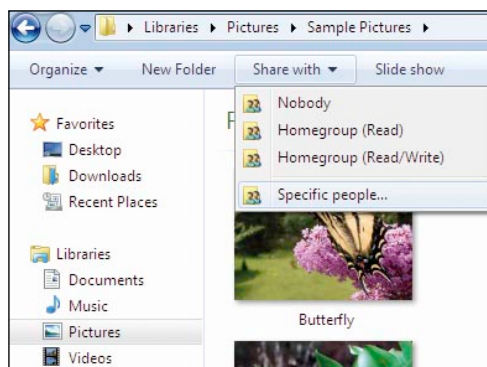 Libraries ▸ Pictures ▸ Sample Pictures ▸
Organize ▾ New Folder Share with ▾ Slide show
Nobody
Homegroup (Read)
Homegroup (Read/Write)
Specific people...
Favorites
Desktop
Downloads
Recent Places
Libraries
Documents
Music
Pictures
Videos
Butterfly